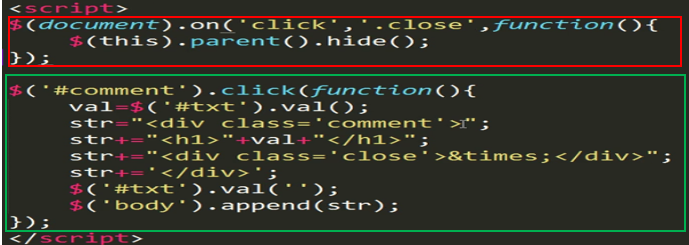 <script>
$(document).on('click','.close',function(){
$(this).parent().hide();
});
$('#comment').click(function(){
val=$('#txt').val();
str="<div class='comment'>";
str+="<h1>"+val+"</h1>";
str+="<div class='close'>&times;</div>";
str+='</div>';
$('#txt').val('');
$('body').append(str);
});
</script>